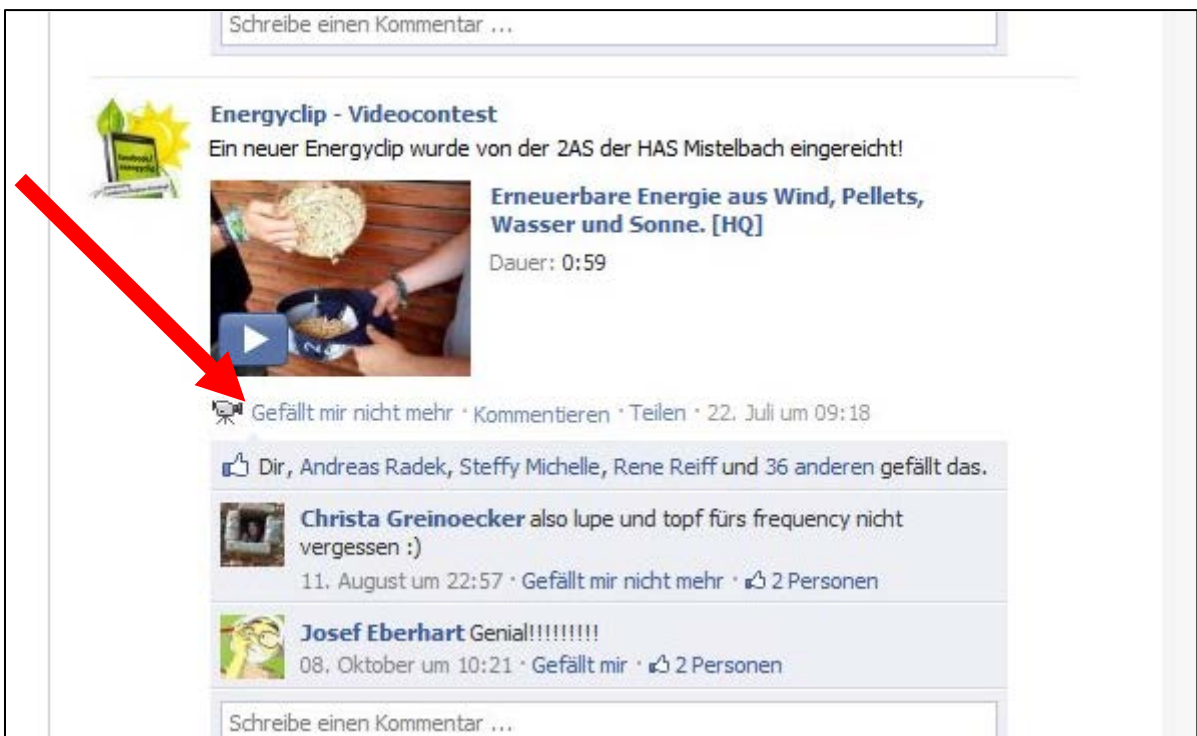 Schreibe einen Kommentar ...
Energyclip - Videocontest
Ein neuer Energyclip wurde von der 2AS der HAS Mistelbach eingereicht!
Erneuerbare Energie aus Wind, Pellets,
Wasser und Sonne. [HQ]
Dauer: 0:59
Gefällt mir nicht mehr · Kommentieren · Teilen · 22. Juli um 09:18
Dir, Andreas Radek, Steffy Michelle, Rene Reiff und 36 anderen gefällt das.
Christa Greinoecker also lupe und topf fürs frequency nicht
vergessen :)
11. August um 22:57 · Gefällt mir nicht mehr · 2 Personen
Josef Eberhart Genial!!!!!!!!!
08. Oktober um 10:21 · Gefällt mir · 2 Personen
Schreibe einen Kommentar ...